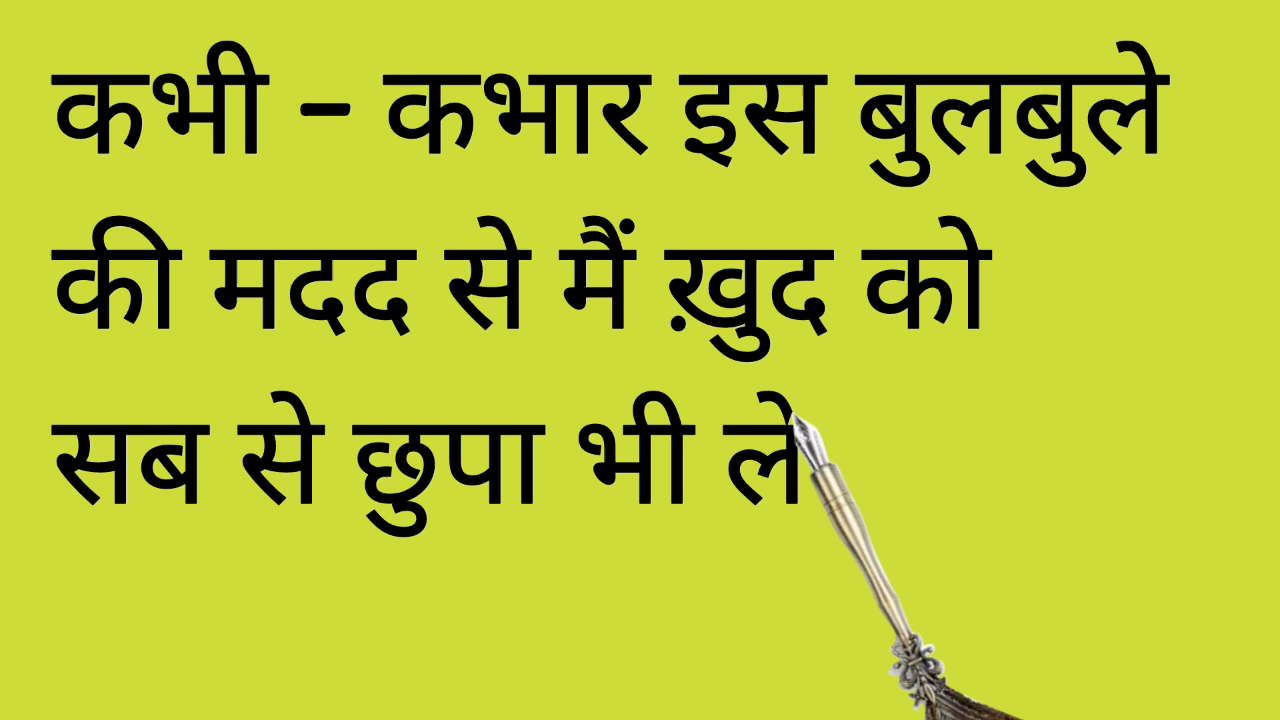 कभी - कभार इस बुलबुले
की मदद से मैं ख़ुद को
सब से छुपा भी ले